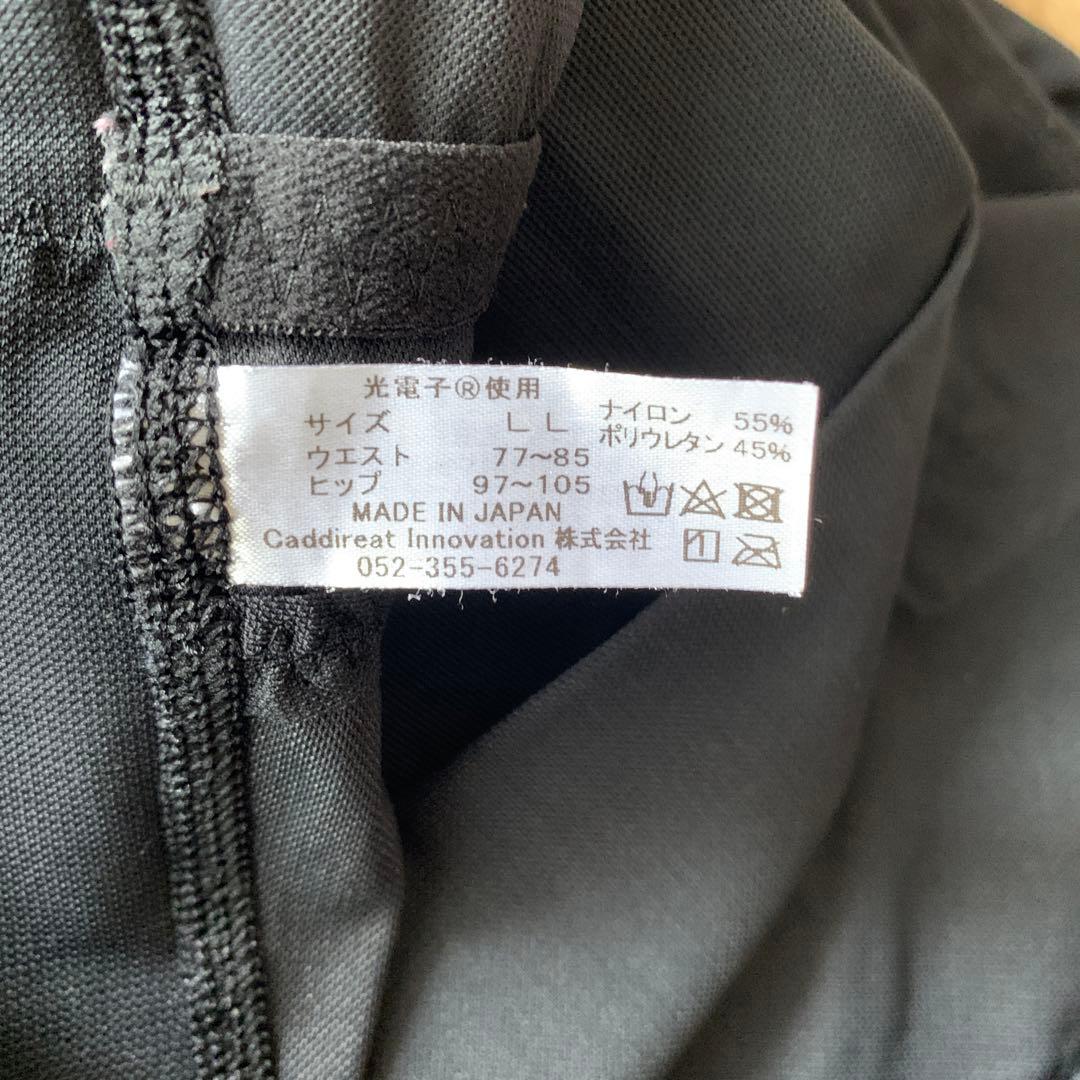 光電子®使用
サイズ LL
ウエスト 77~85
ヒップ 97~105
ナイロン 55%
ポリウレタン 45%
MADE IN JAPAN
Caddireat Innovation 株式会社
052-355-6274